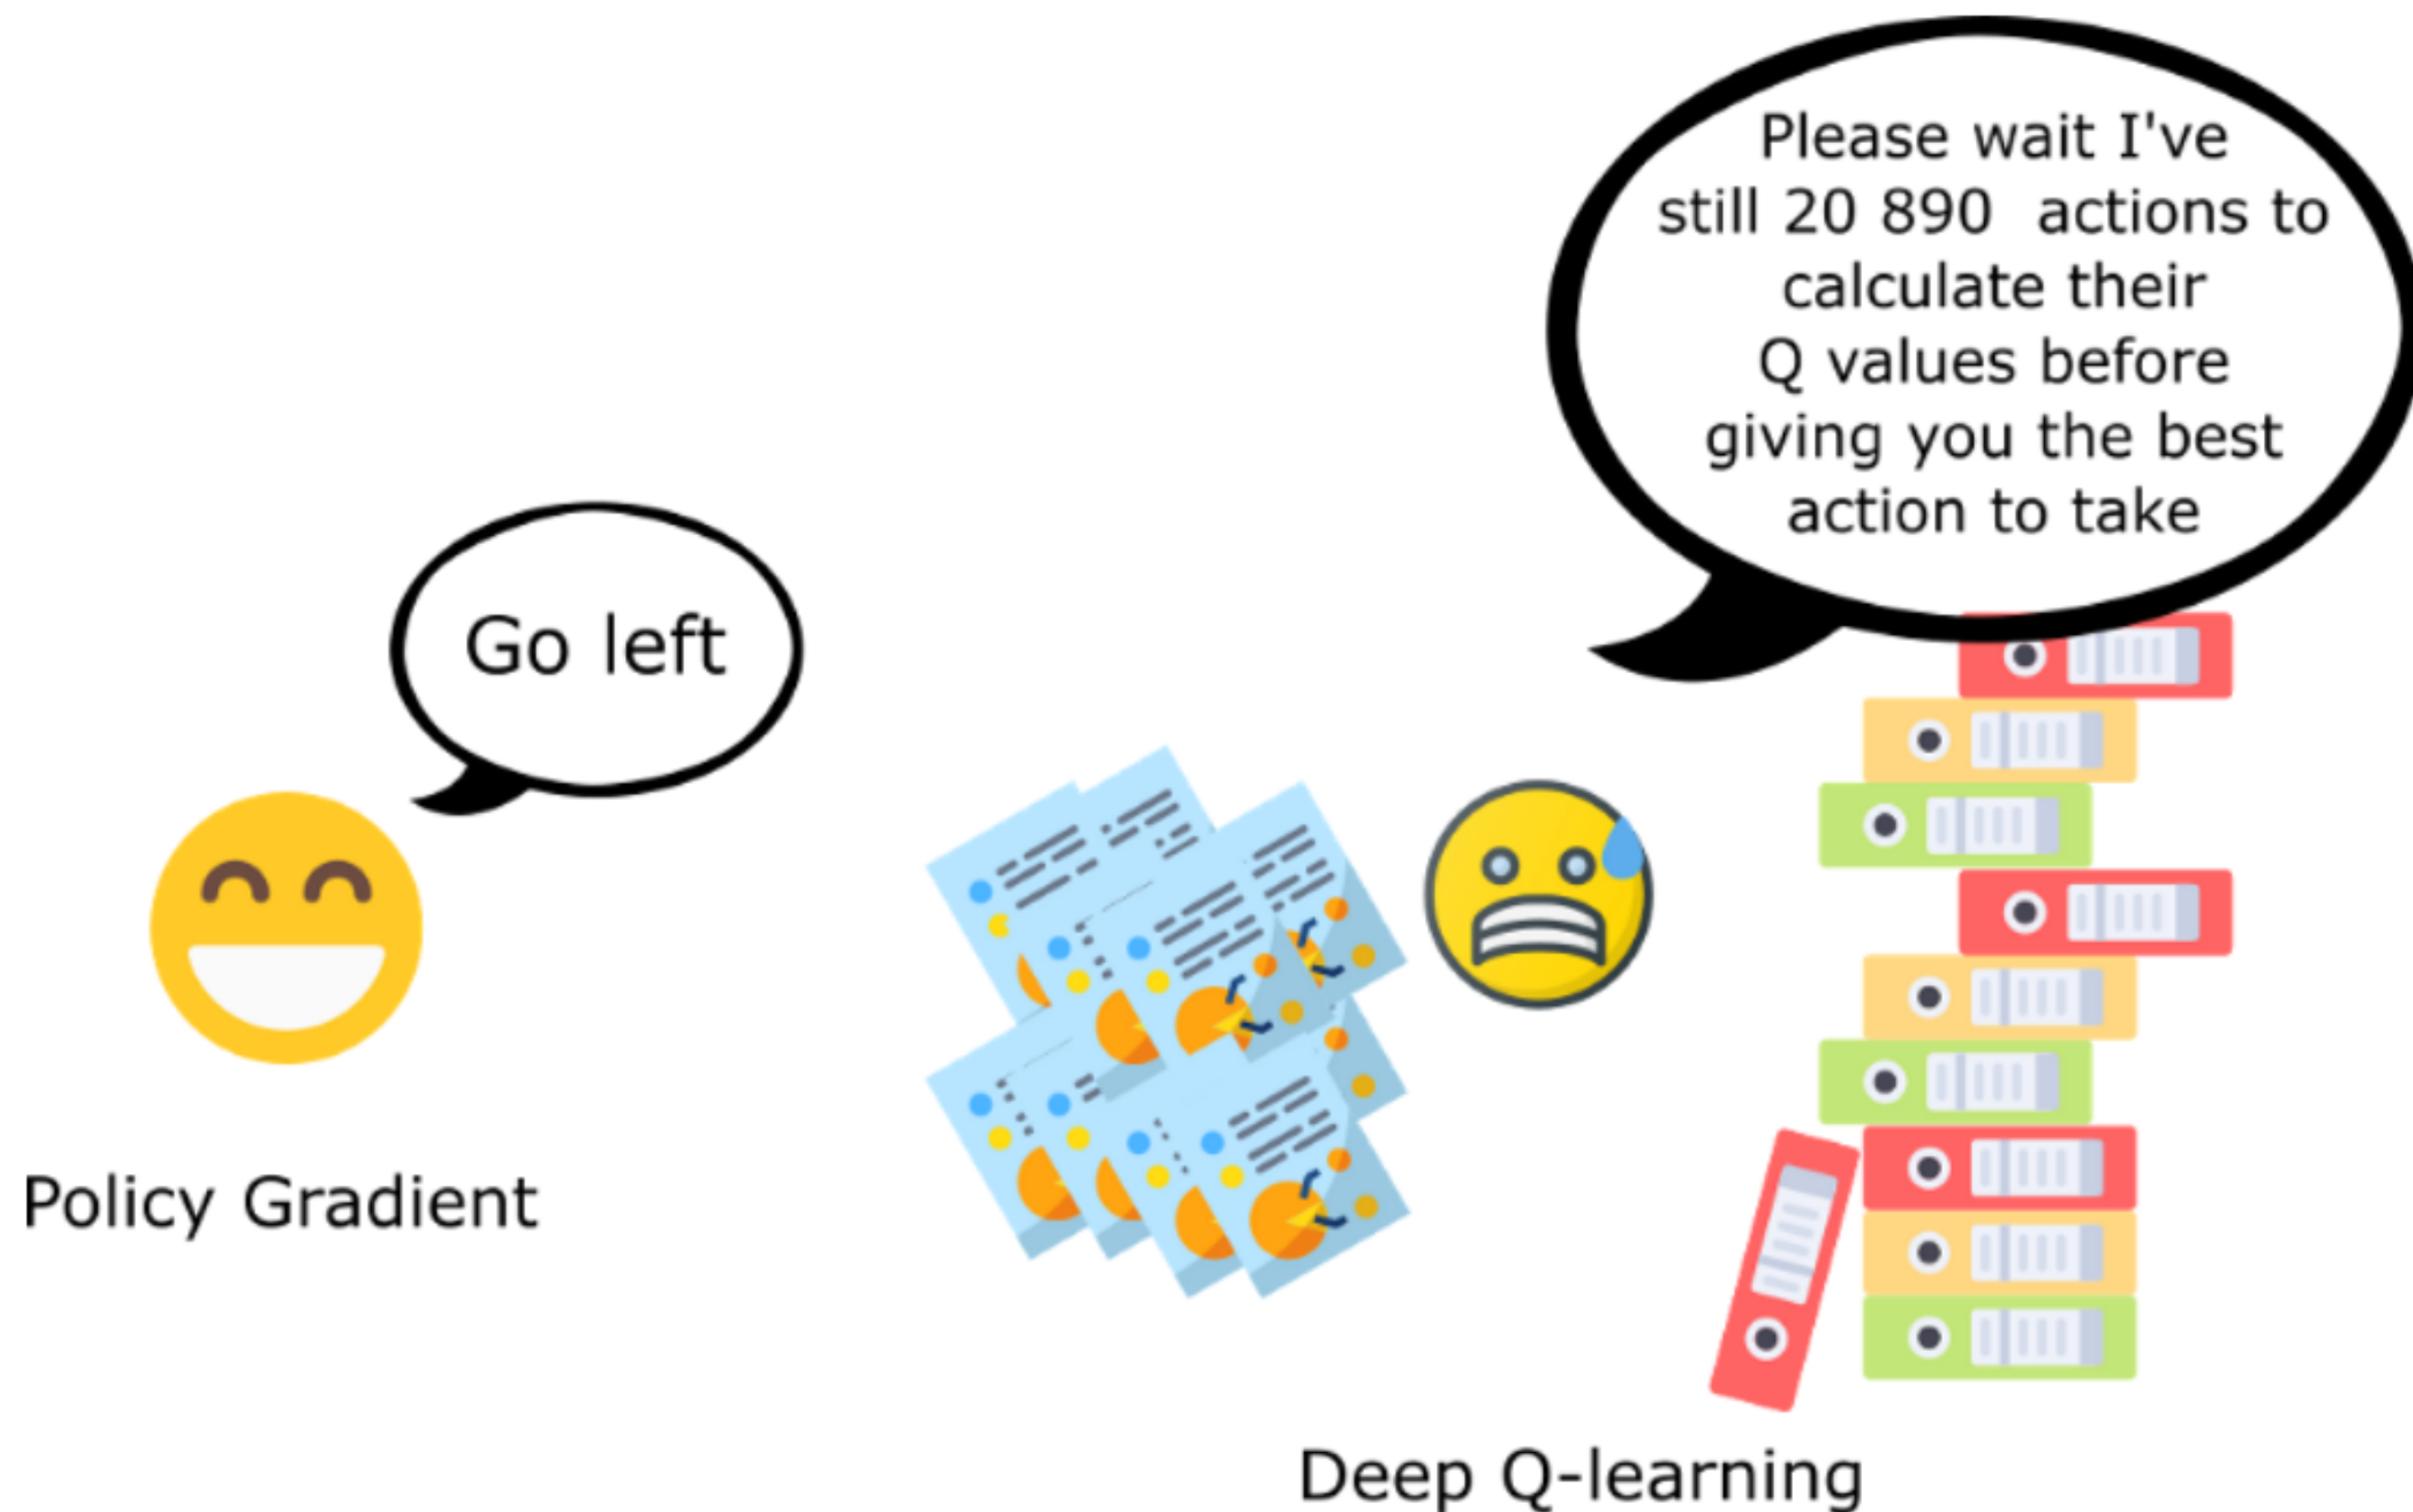 Please wait I've
still 20 890  actions to
calculate their
Q values before
giving you the best
action to take
Go left
Policy Gradient
Deep Q-learning